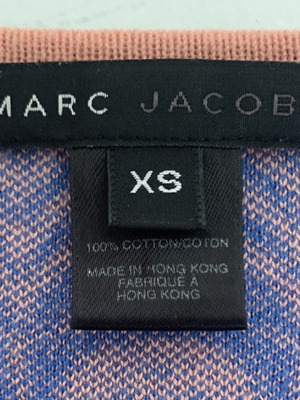 MARC JACOB
XS
100% COTTON/COTON
MADE IN HONG KONG
FABRIQUE A
HONG KONG